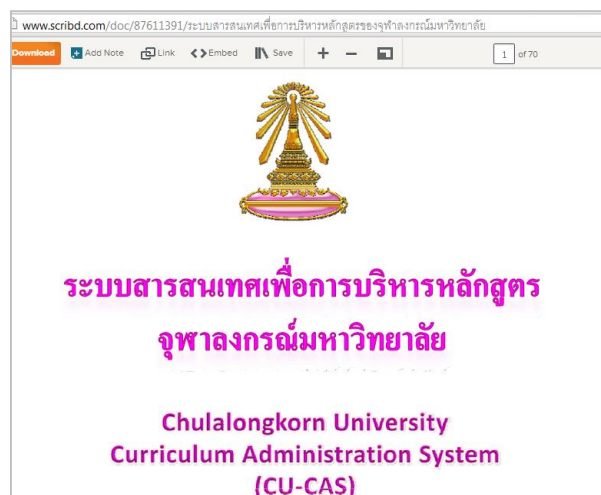 www.scribd.com/doc/87611391/ระบบสารสนเทศเพื่อการบริหารหลักสูตรของจุฬาลงกรณ์มหาวิทยาลัย
Download Add Note Link Embed Save 1 of 70
ระบบสารสนเทศเพื่อการบริหารหลักสูตร
จุฬาลงกรณ์มหาวิทยาลัย
Chulalongkorn University
Curriculum Administration System
(CU-CAS)